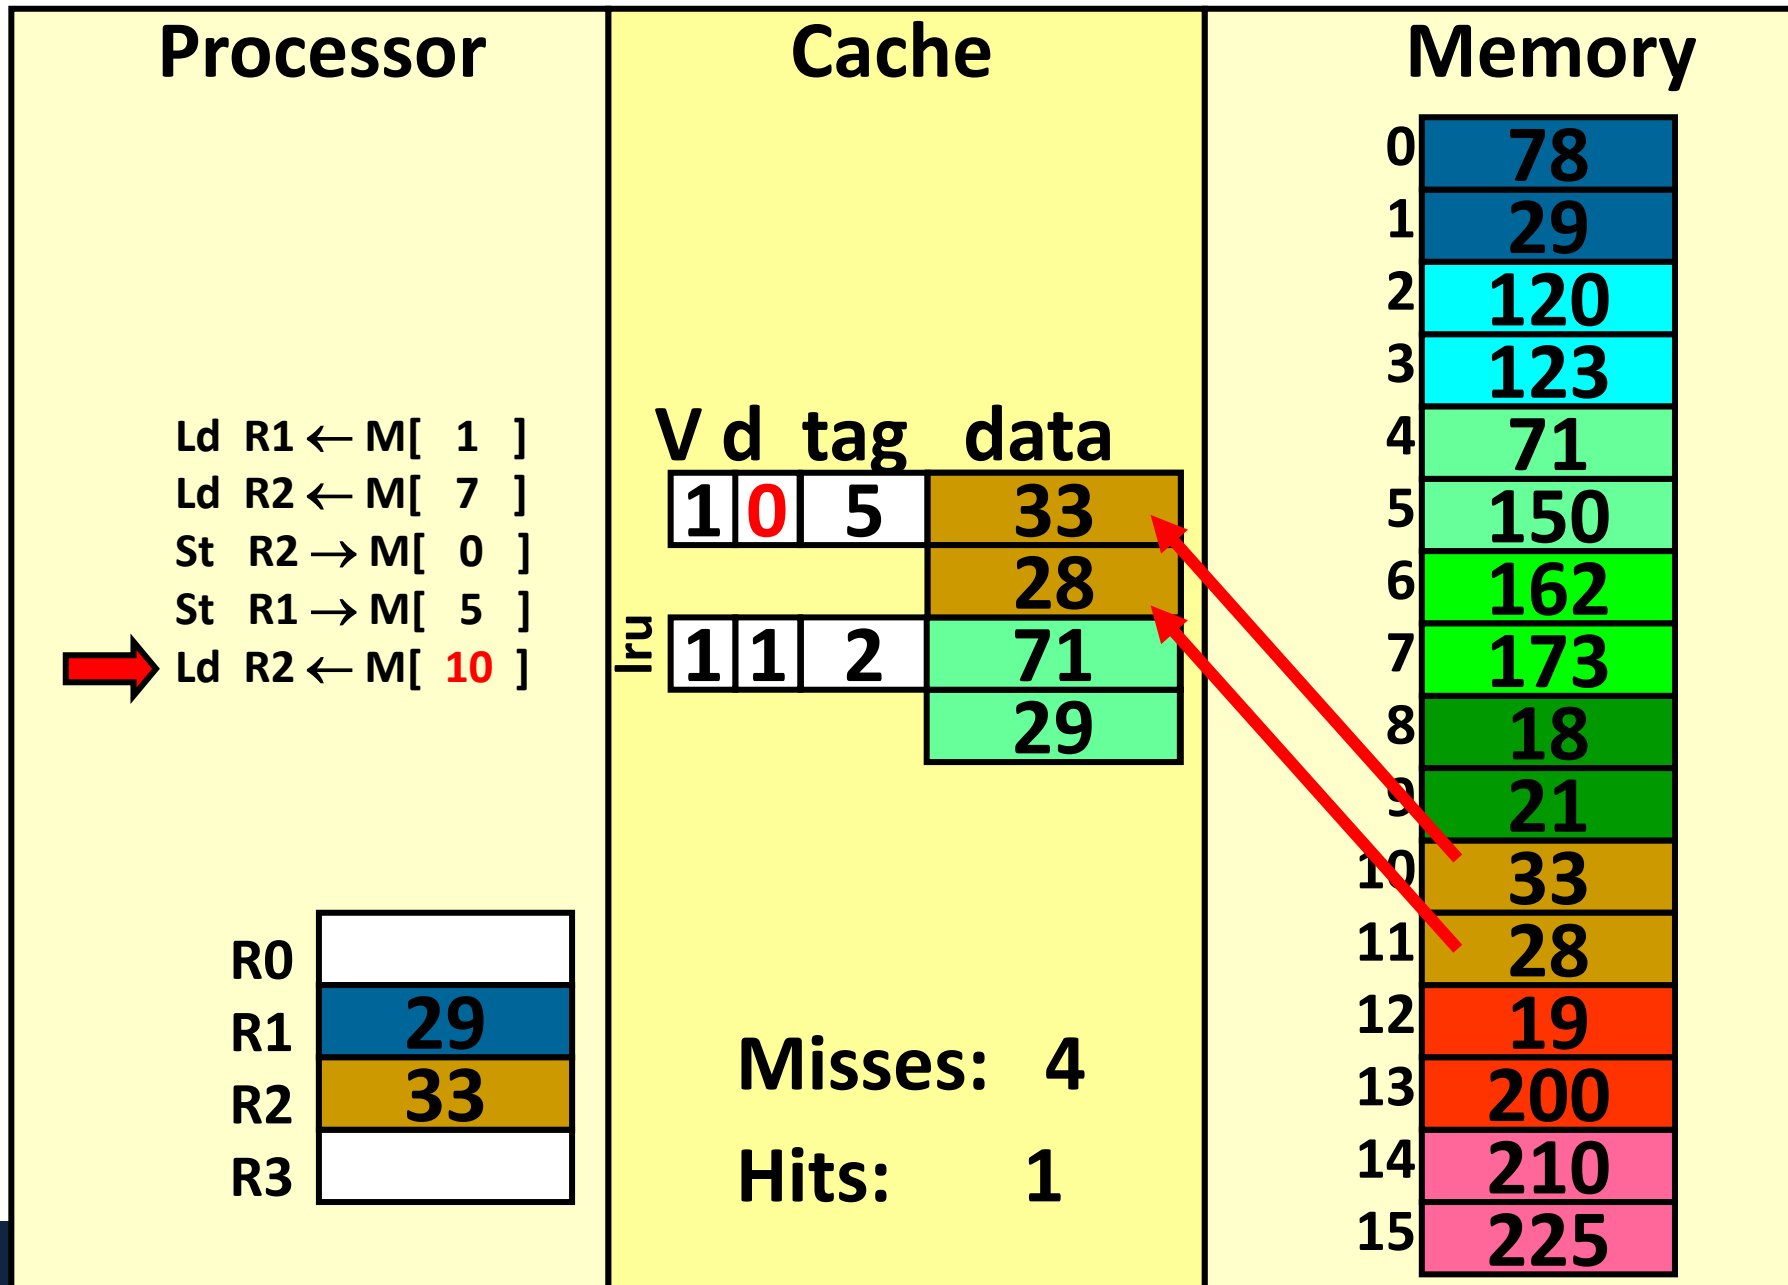 Processor
Ld R1 ← M[ 1 ]
Ld R2 ← M[ 7 ]
St R2 → M[ 0 ]
St R1 → M[ 5 ]
Ld R2 ← M[ 10 ]
R0
R1 29
R2 33
R3
Cache
V d tag data
1 0 5 33
28
lru 1 1 2 71
29
Misses: 4
Hits: 1
Memory
0 78
1 29
2 120
3 123
4 71
5 150
6 162
7 173
8 18
9 21
10 33
11 28
12 19
13 200
14 210
15 225